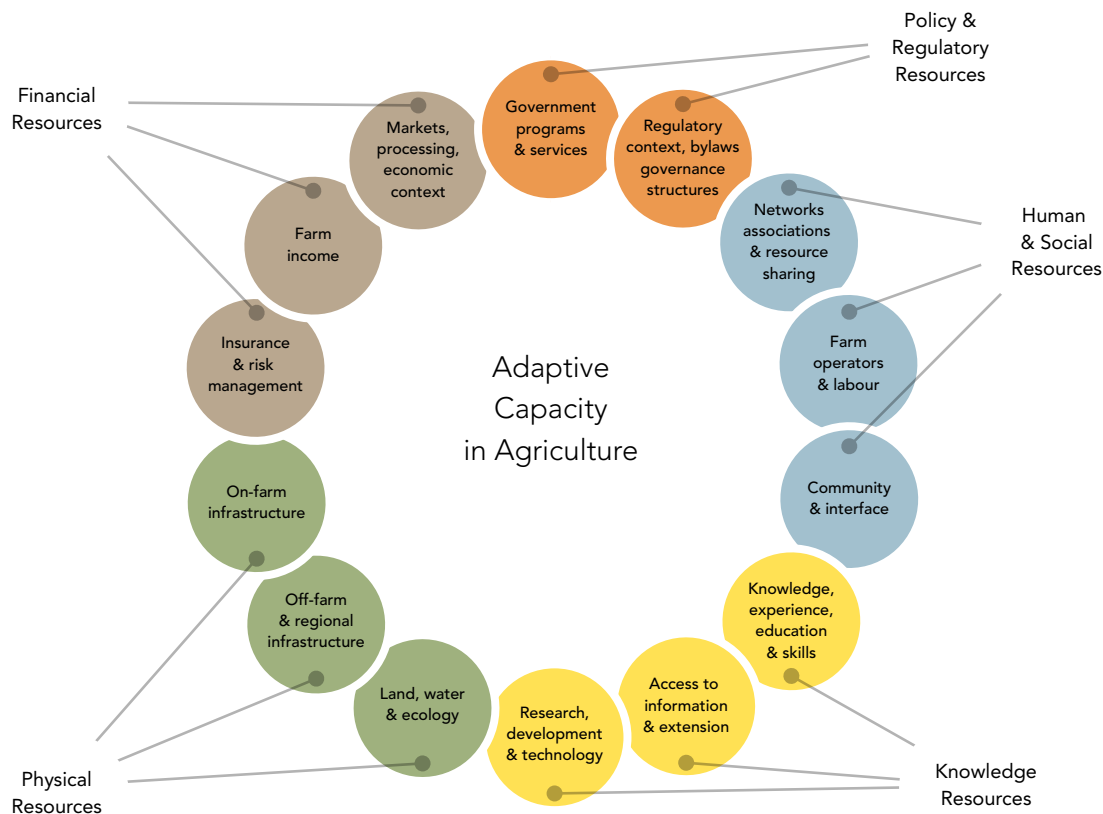 Policy &
Regulatory
Resources
Financial
Resources
Government
programs
& services
Markets,
processing,
economic
context
Regulatory
context, bylaws
governance
structures
Networks
associations
& resource
sharing
Human
& Social
Resources
Farm
income
Insurance
& risk
management
Farm
operators
& labour
Adaptive
Capacity
in Agriculture
On-farm
infrastructure
Community
& interface
Off-farm
& regional
infrastructure
Knowledge,
experience,
education
& skills
Land, water
& ecology
Research,
development
& technology
Access to
information
& extension
Physical
Resources
Knowledge
Resources